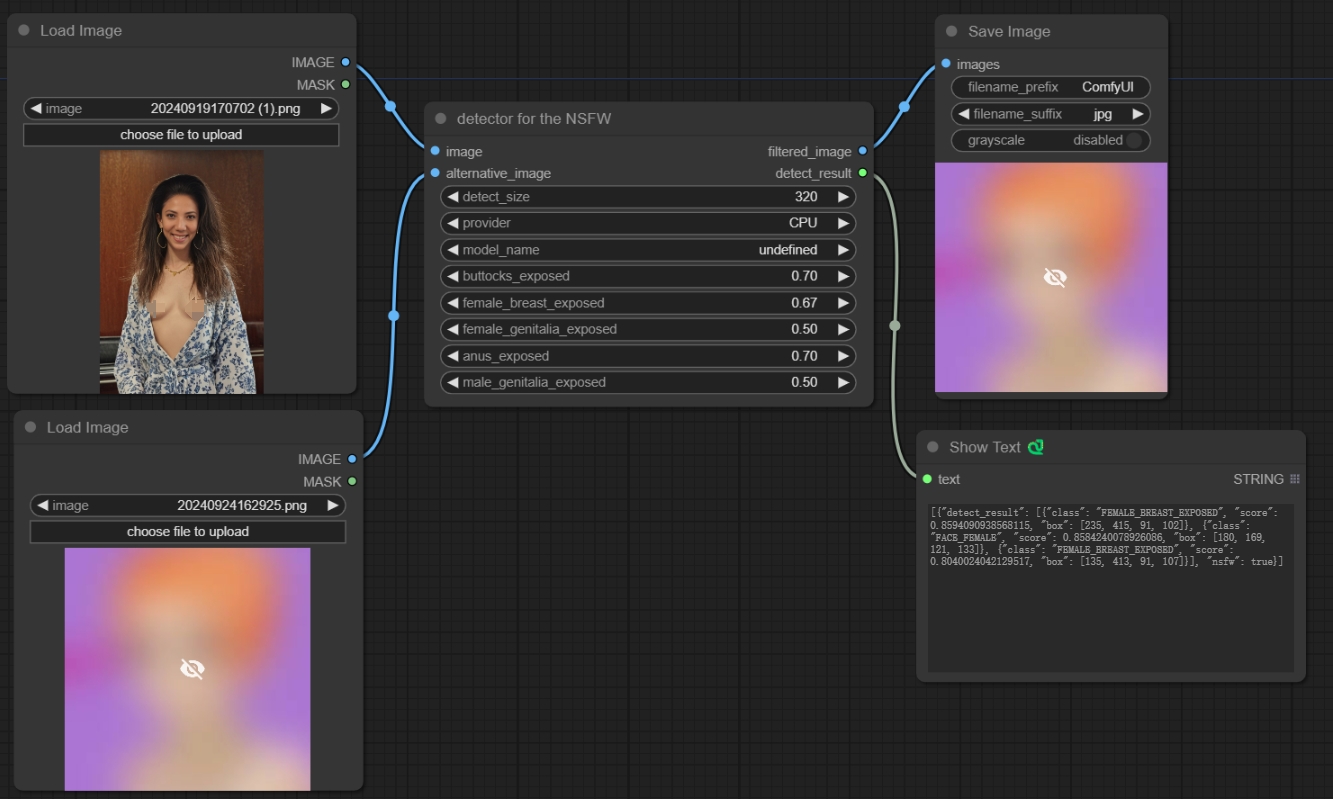 Load Image
IMAGE
MASK
image 20240919170702 (1).png
choose file to upload
detector for the NSFW
image filtered_image
alternative_image detect_result
detect_size 320
provider CPU
model_name undefined
buttocks_exposed 0.70
female_breast_exposed 0.67
female_genitalia_exposed 0.50
anus_exposed 0.70
male_genitalia_exposed 0.50
Save Image
images
filename_prefix ComfyUI
filename_suffix jpg
grayscale disabled
Load Image
IMAGE
MASK
image 20240924162925.png
choose file to upload
Show Text
text STRING
[{"detect_result": [{"class": "FEMALE_BREAST_EXPOSED", "score":
0.8594090938568115, "box": [235, 415, 91, 102]}, {"class":
"FACE_FEMALE", "score": 0.8584240078926086, "box": [180, 169,
121, 133]}, {"class": "FEMALE_BREAST_EXPOSED", "score":
0.8040024042129517, "box": [135, 413, 91, 107]}], "nsfw": true}]